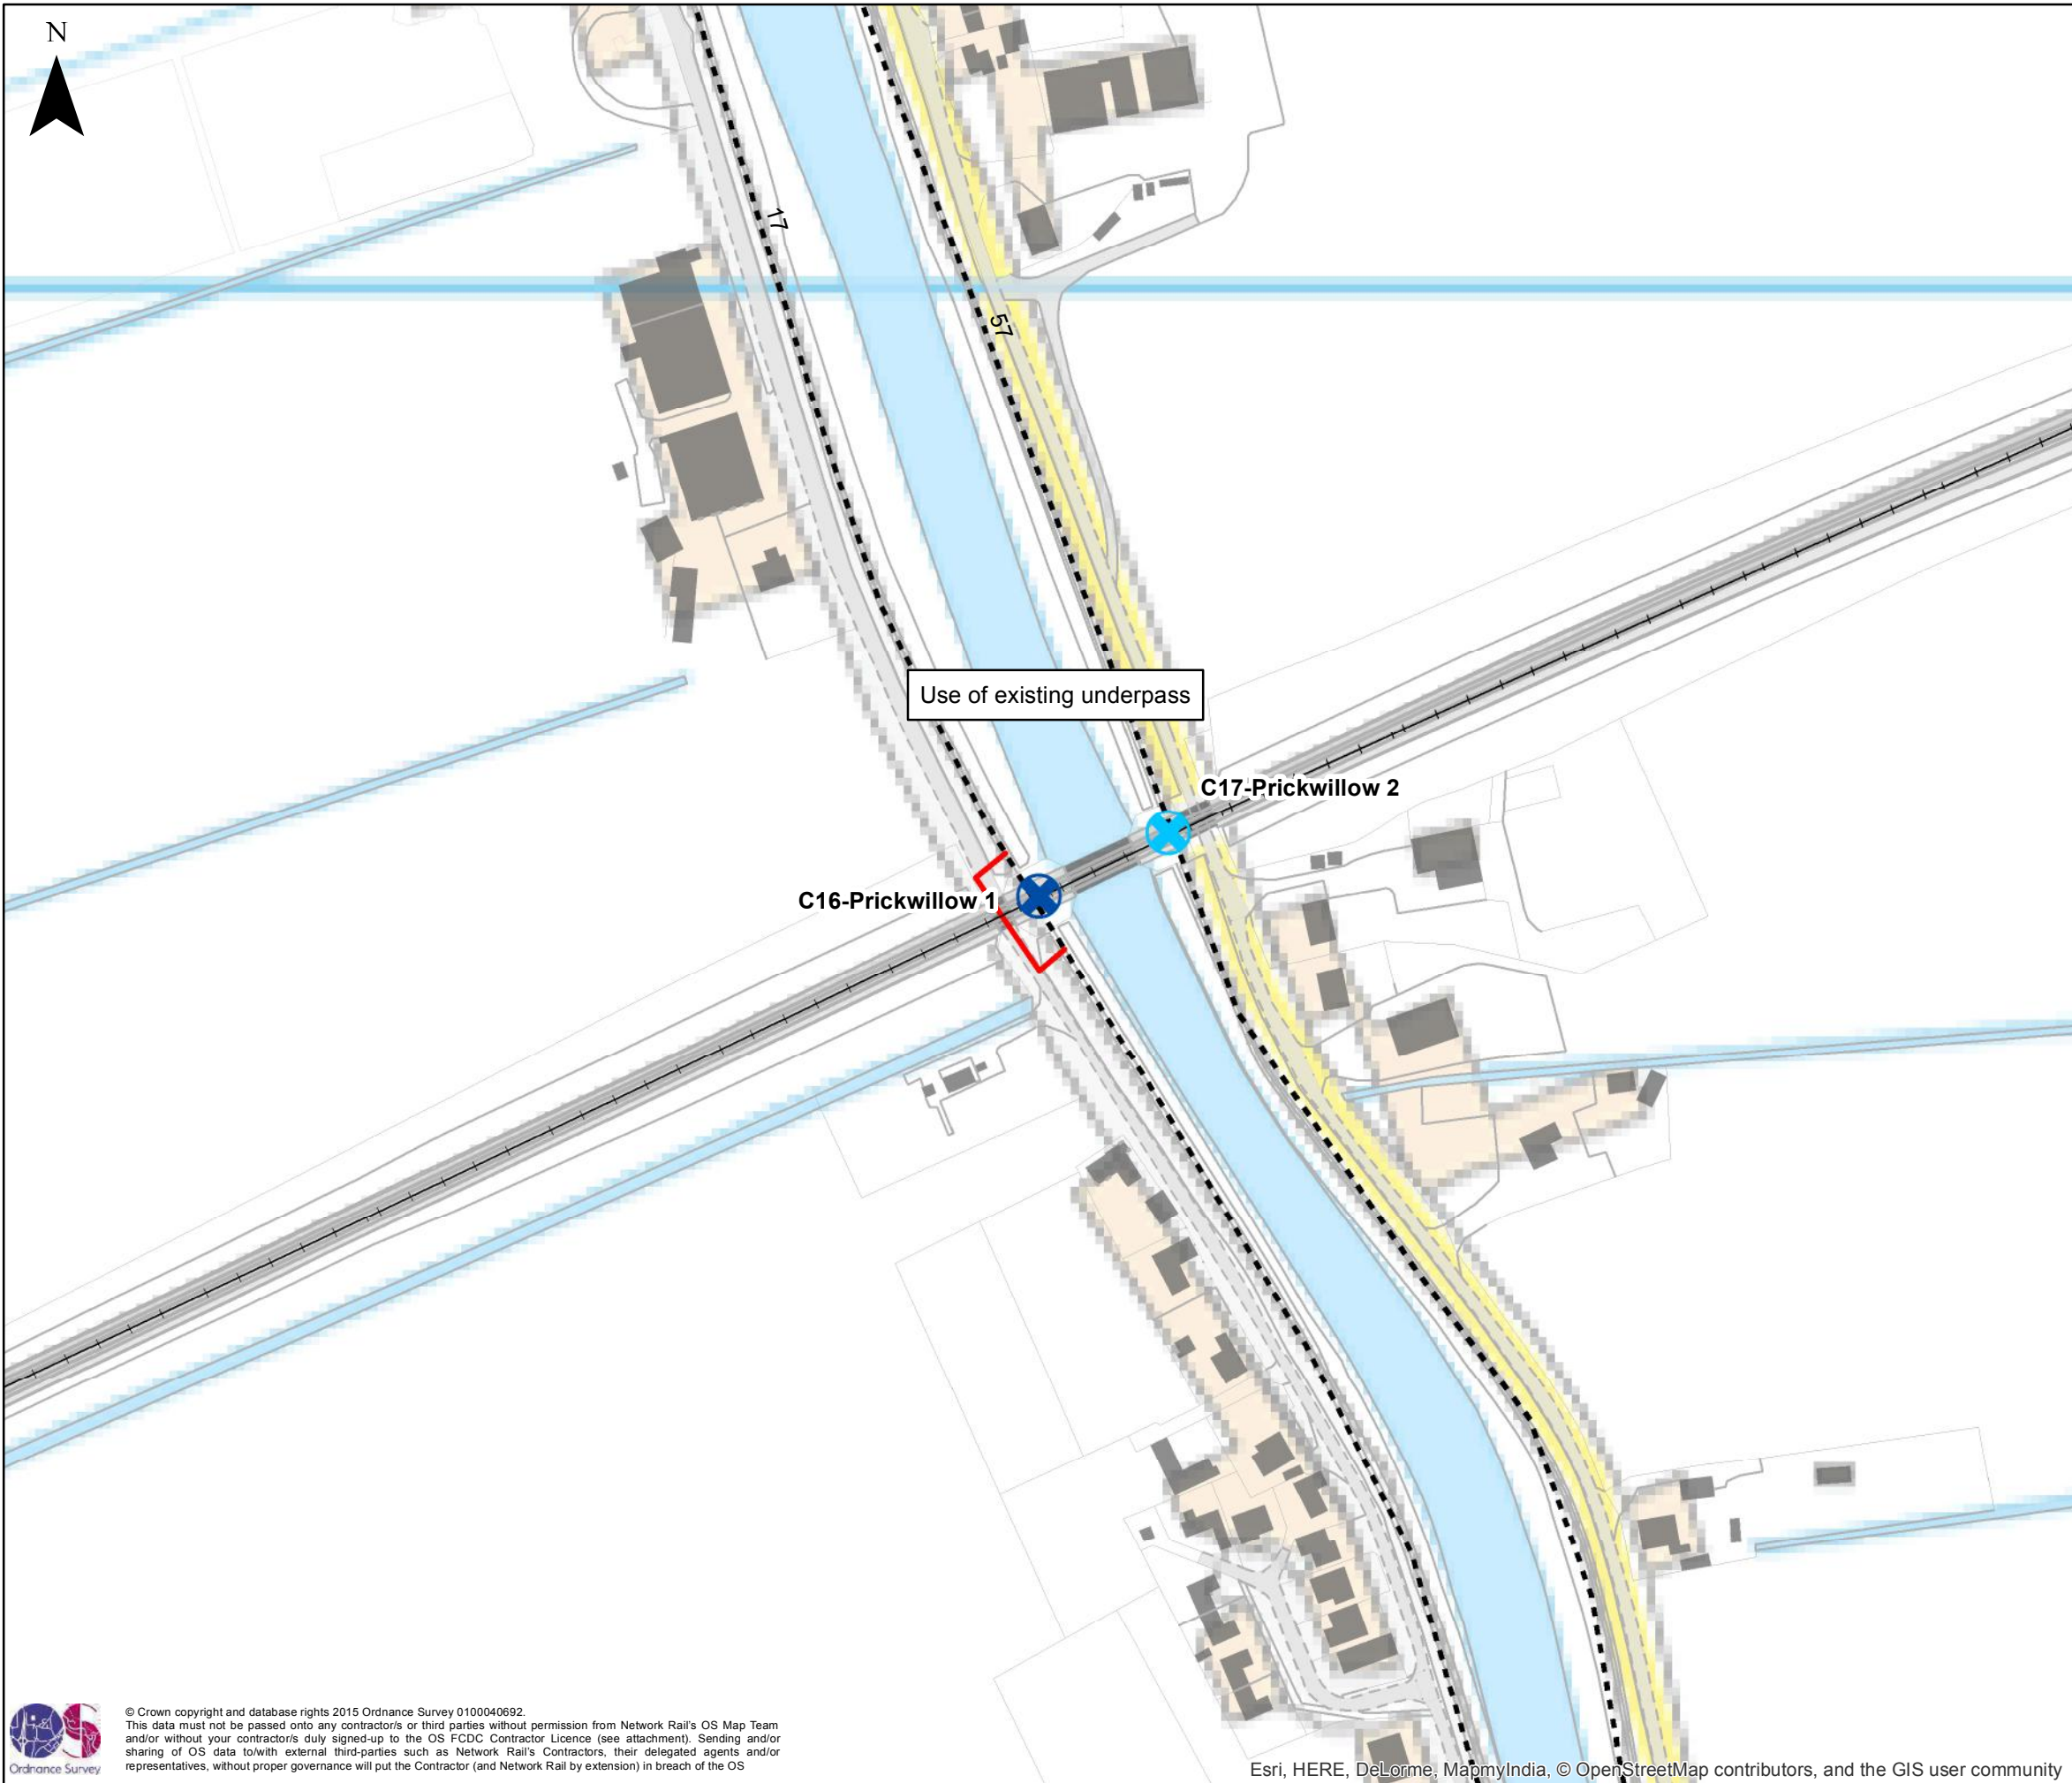 N
17
57
Use of existing underpass
C17-Prickwillow 2
C16-Prickwillow 1
© Crown copyright and database rights 2015 Ordnance Survey 0100040692.
This data must not be passed onto any contractor/s or third parties without permission from Network Rail's OS Map Team
and/or without your contractor/s duly signed-up to the OS FCDC Contractor Licence (see attachment). Sending and/or
sharing of OS data to/with external third-parties such as Network Rail's Contractors, their delegated agents and/or
representatives, without proper governance will put the Contractor (and Network Rail by extension) in breach of the OS
Ordnance Survey
Esri, HERE, DeLorme, MapmyIndia, © OpenStreetMap contributors, and the GIS user community